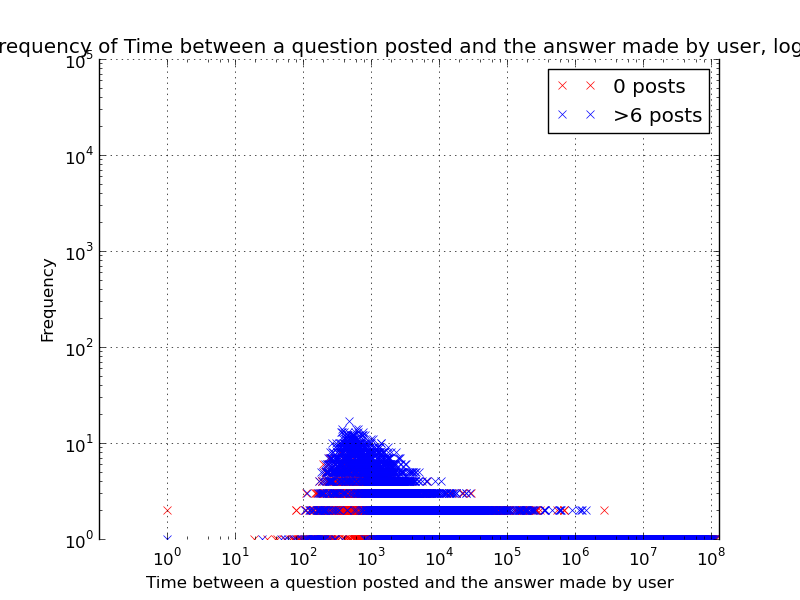 requency of Time between a question posted and the answer made by user, log
0 posts
>6 posts
10^5
10^4
10^3
10^2
10^1
10^0
Frequency
10^0 10^1 10^2 10^3 10^4 10^5 10^6 10^7 10^8
Time between a question posted and the answer made by user